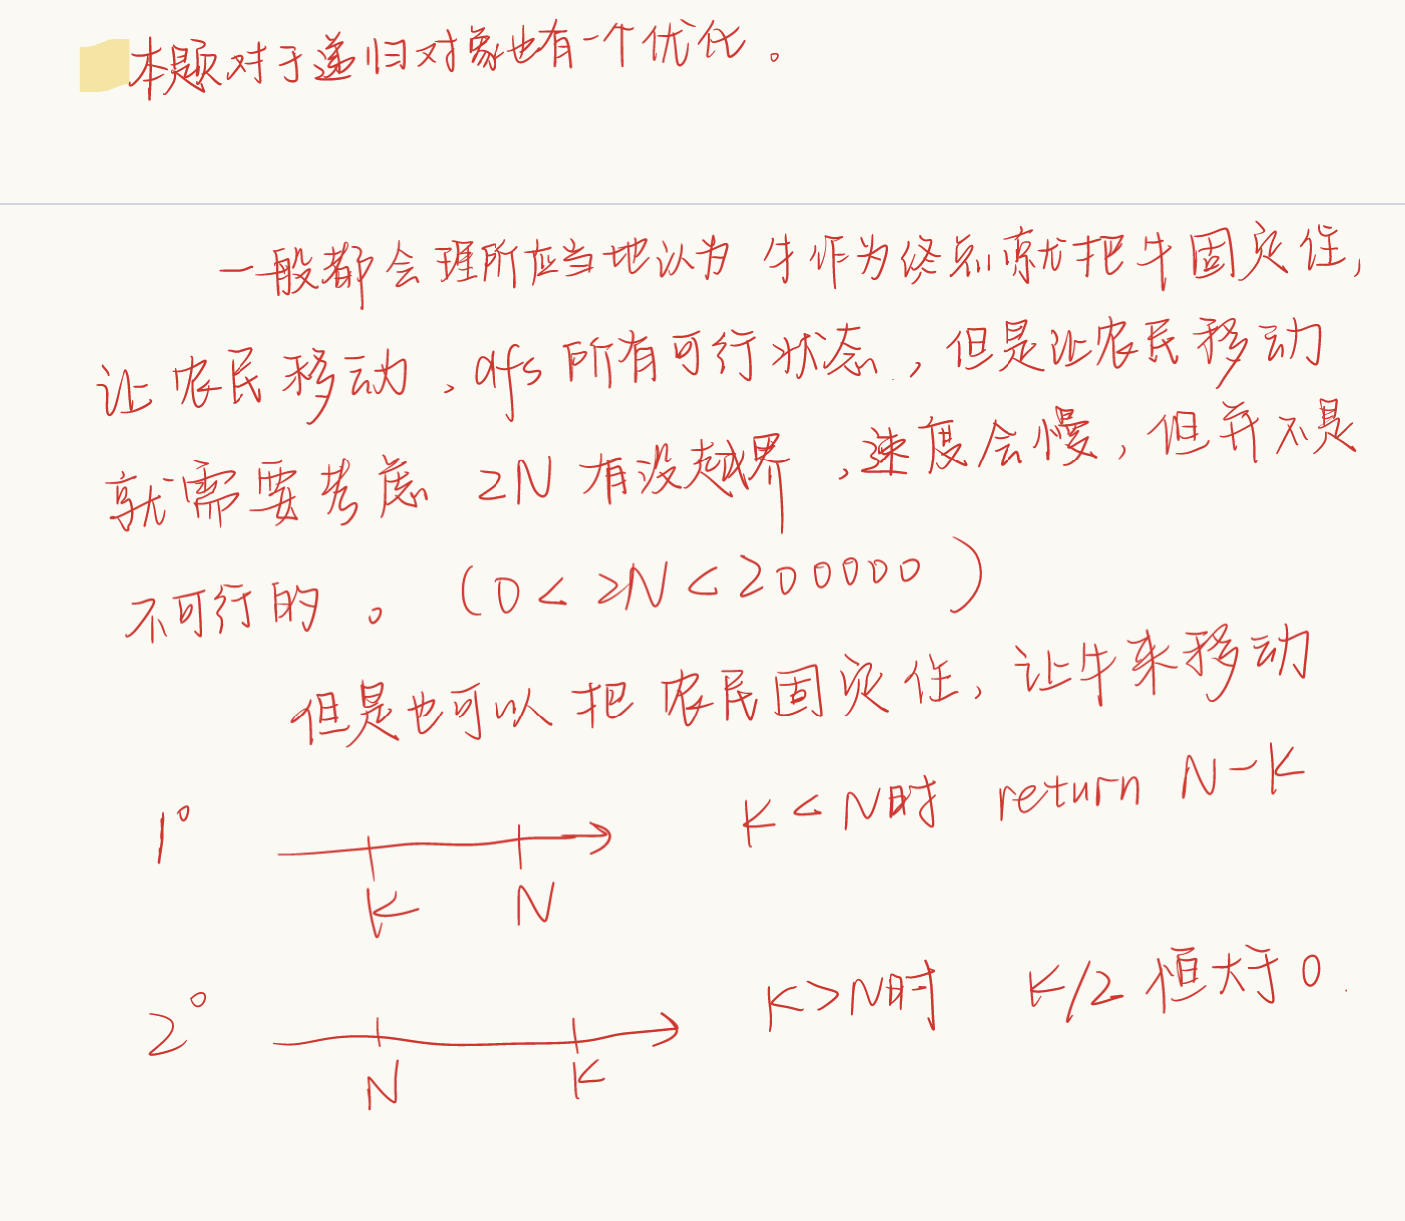 本题对于递归对象也有一个优化。
一般都会理所应当地认为 牛作为终点,就把牛固定住,
让农民移动、dfs 所有可行状态,但是让农民移动
就需要考虑 2N 有没越界,速度会慢,但并不是
不可行的。(0 < 2N < 200000)
但是也可以把农民固定住,让牛来移动
1° K < N时 return N-K
K N
2° K > N时 K/2 恒大于0.
N K